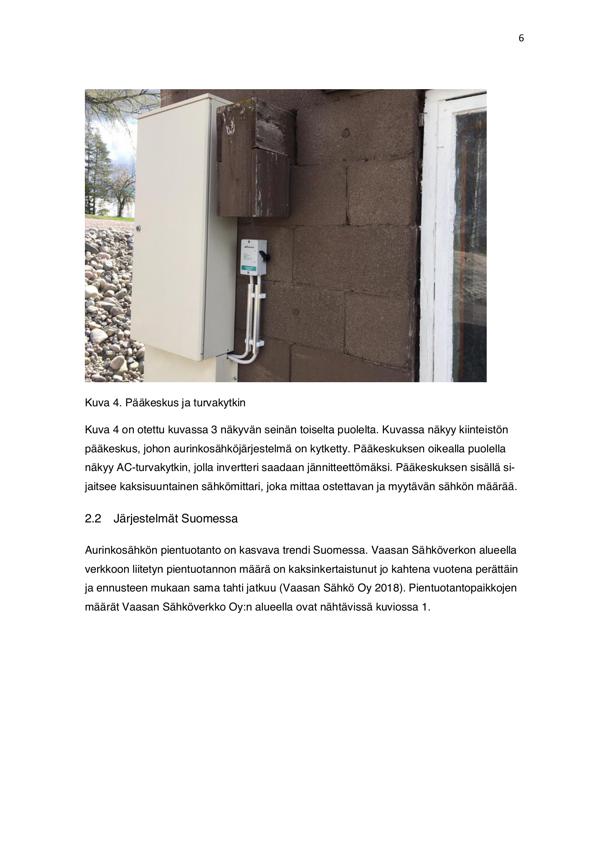 6
Kuva 4. Pääkeskus ja turvakytkin
Kuva 4 on otettu kuvassa 3 näkyvän seinän toiselta puolelta. Kuvassa näkyy kiinteistön
pääkeskus, johon aurinkosähköjärjestelmä on kytketty. Pääkeskuksen oikealla puolella
näkyy AC-turvakytkin, jolla invertteri saadaan jännitteettömäksi. Pääkeskuksen sisällä si-
jaitsee kaksisuuntainen sähkömittari, joka mittaa ostettavan ja myytävän sähkön määrää.
2.2 Järjestelmät Suomessa
Aurinkosähkön pientuotanto on kasvava trendi Suomessa. Vaasan Sähköverkon alueella
verkkoon liitetyn pientuotannon määrä on kaksinkertaistunut jo kahtena vuotena perättäin
ja ennusteen mukaan sama tahti jatkuu (Vaasan Sähkö Oy 2018). Pientuotantopaikkojen
määrät Vaasan Sähköverkko Oy:n alueella ovat nähtävissä kuviossa 1.